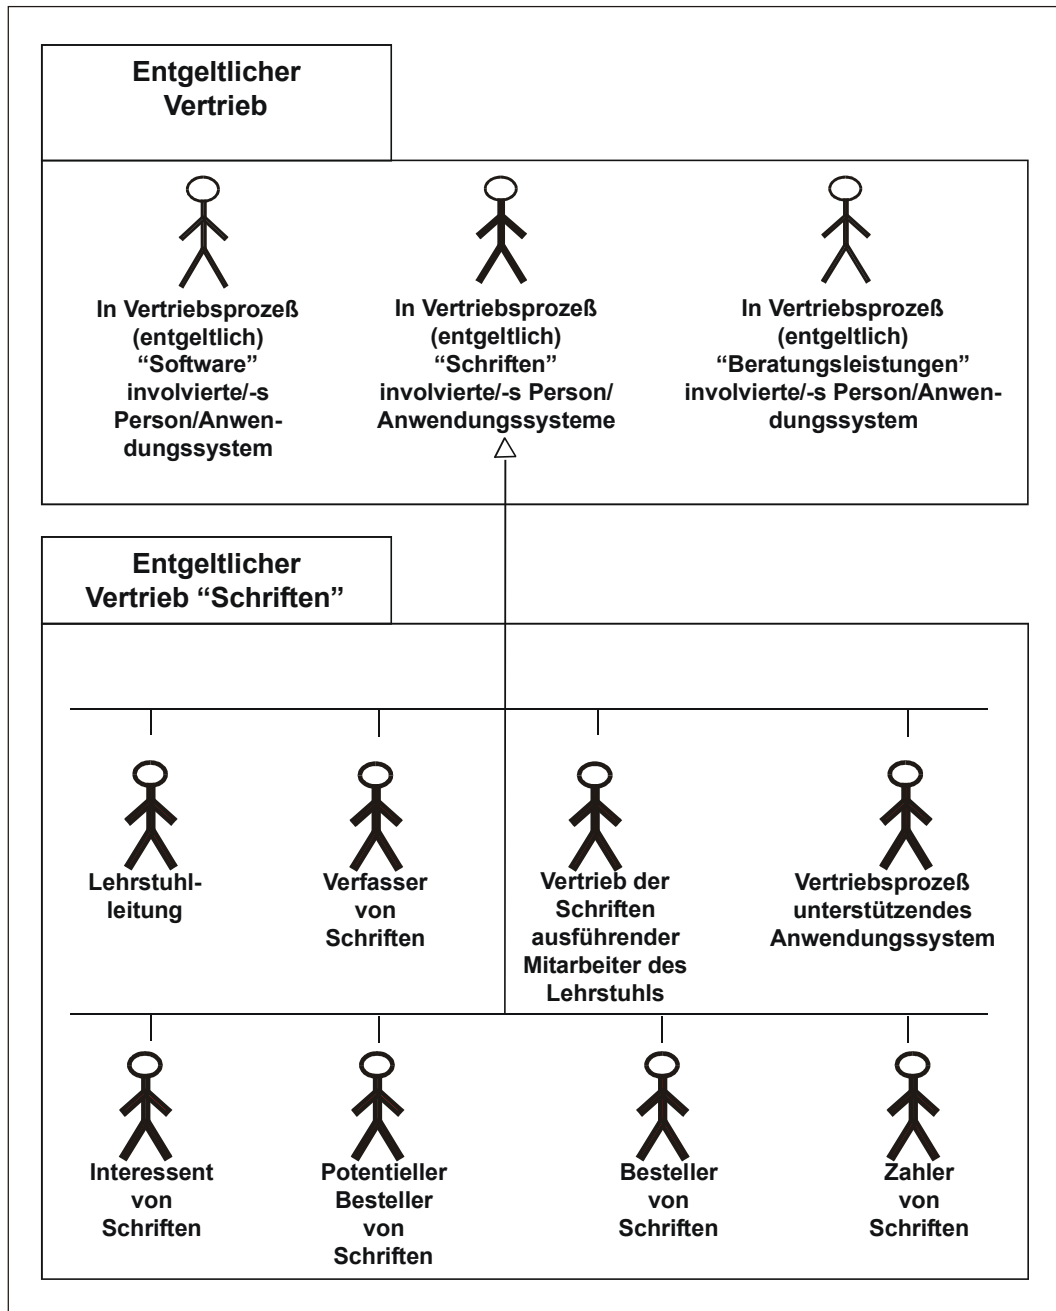 Entgeltlicher
Vertrieb
In Vertriebsprozeß
(entgeltlich)
“Software”
involvierte/-s
Person/Anwen-
dungssystem
In Vertriebsprozeß
(entgeltlich)
“Schriften”
involvierte/-s Person/
Anwendungssysteme
In Vertriebsprozeß
(entgeltlich)
“Beratungsleistungen”
involvierte/-s Person/Anwen-
dungssystem
Entgeltlicher
Vertrieb “Schriften”
Lehrstuhl-
leitung
Verfasser
von
Schriften
Vertrieb der
Schriften
ausführender
Mitarbeiter des
Lehrstuhls
Vertriebsprozeß
unterstützendes
Anwendungssystem
Interessent
von
Schriften
Potentieller
Besteller
von
Schriften
Besteller
von
Schriften
Zahler
von
Schriften